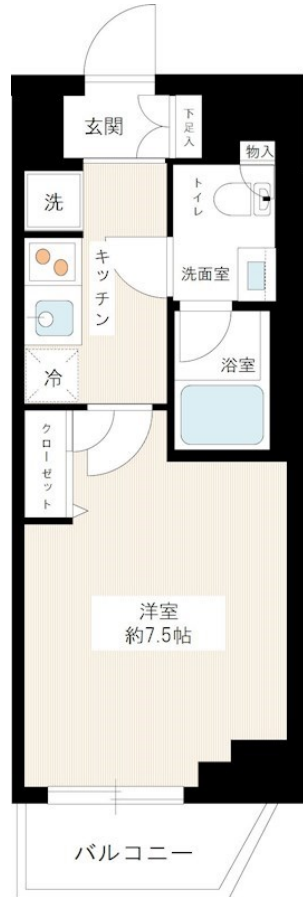 玄関
下足入
物入
トイレ
洗
キッチン
洗面室
浴室
冷
クローゼット
洋室
約7.5帖
バルコニー